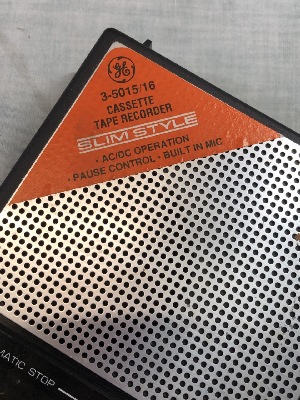 GE
3-5015/16
CASSETTE
TAPE RECORDER
SLIM STYLE
· AC/DC OPERATION
· PAUSE CONTROL · BUILT IN MIC
MATIC STOP